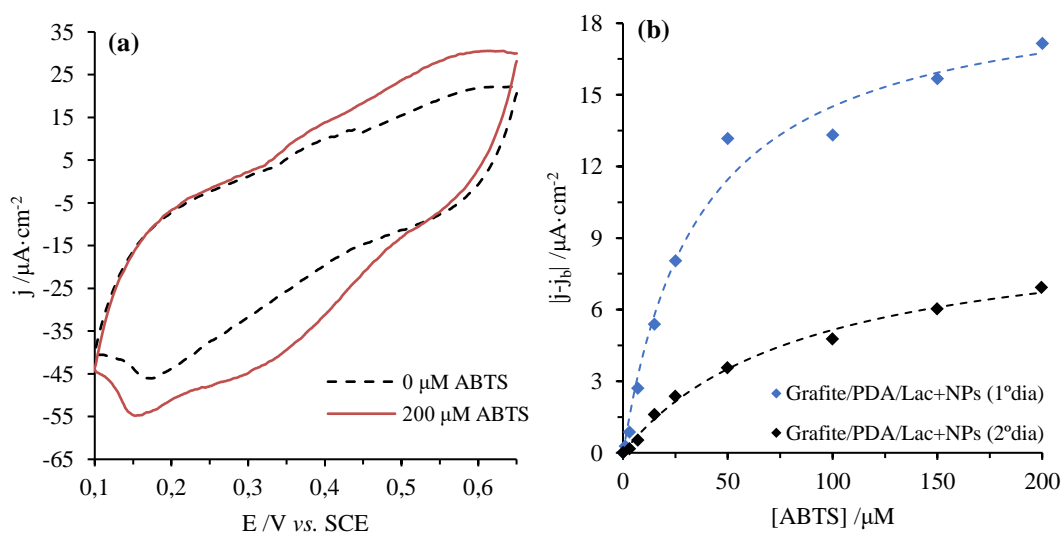 (a)
35
25
15
5
-5
-15
-25
-35
-45
-55
-65
j /μA·cm⁻²
0 μM ABTS
200 μM ABTS
0,1 0,2 0,3 0,4 0,5 0,6
E /V vs. SCE
(b)
18
15
12
9
6
3
0
|j-j_b| /μA·cm⁻²
Grafite/PDA/Lac+NPs (1ºdia)
Grafite/PDA/Lac+NPs (2ºdia)
0 50 100 150 200
[ABTS] /μM